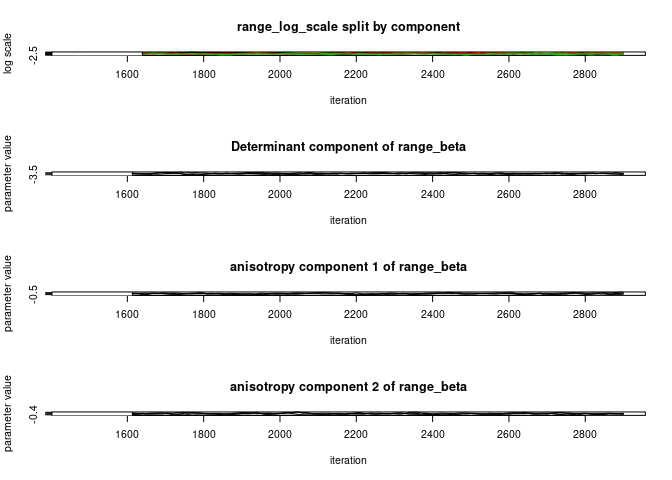 range_log_scale split by component
log scale
-2.5
1600 1800 2000 2200 2400 2600 2800
iteration
Determinant component of range_beta
parameter value
-3.5
1600 1800 2000 2200 2400 2600 2800
iteration
anisotropy component 1 of range_beta
parameter value
-0.5
1600 1800 2000 2200 2400 2600 2800
iteration
anisotropy component 2 of range_beta
parameter value
-0.4
1600 1800 2000 2200 2400 2600 2800
iteration